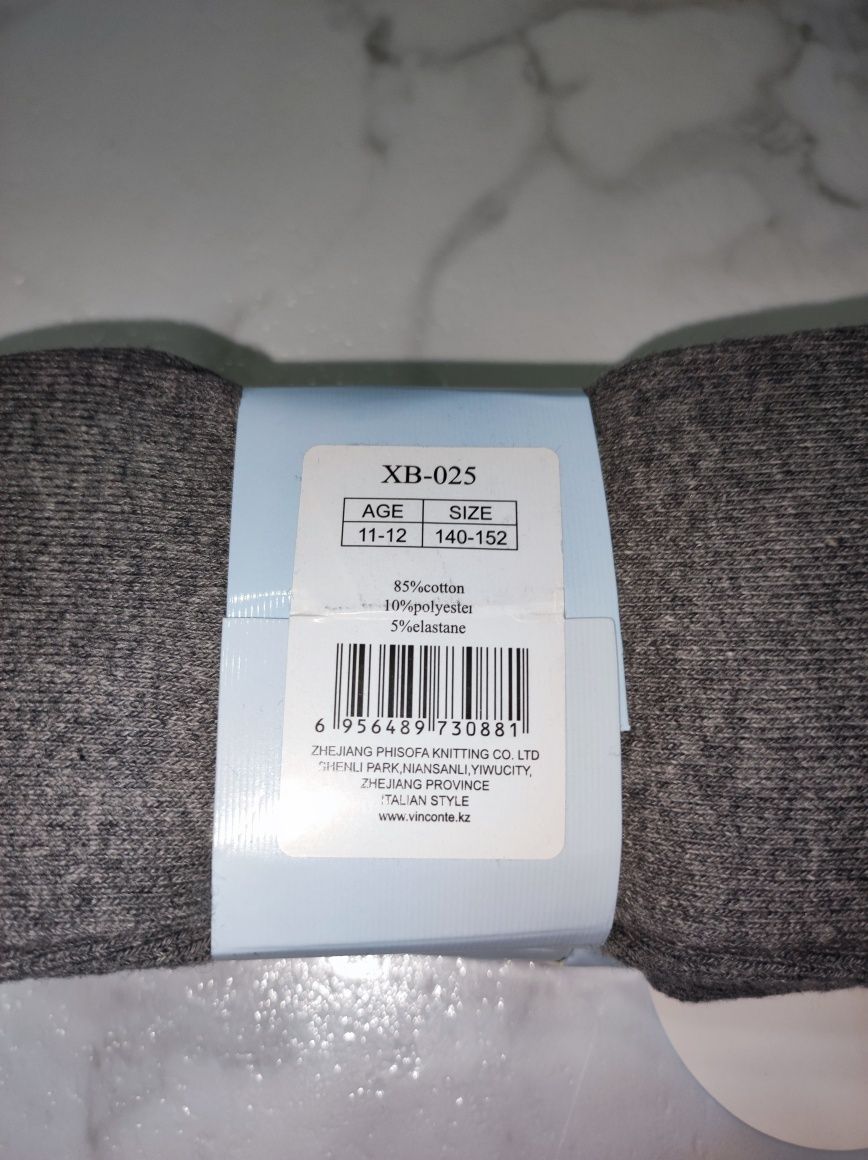 XB-025
AGE SIZE
11-12 140-152
85%cotton
10%polyester
5%elastane
6 956489 730881
ZHEJIANG PHISOFA KNITTING CO. LTD
SHENLI PARK,NIANSANLI,YIWUCITY,
ZHEJIANG PROVINCE
ITALIAN STYLE
www.vinconte.kz